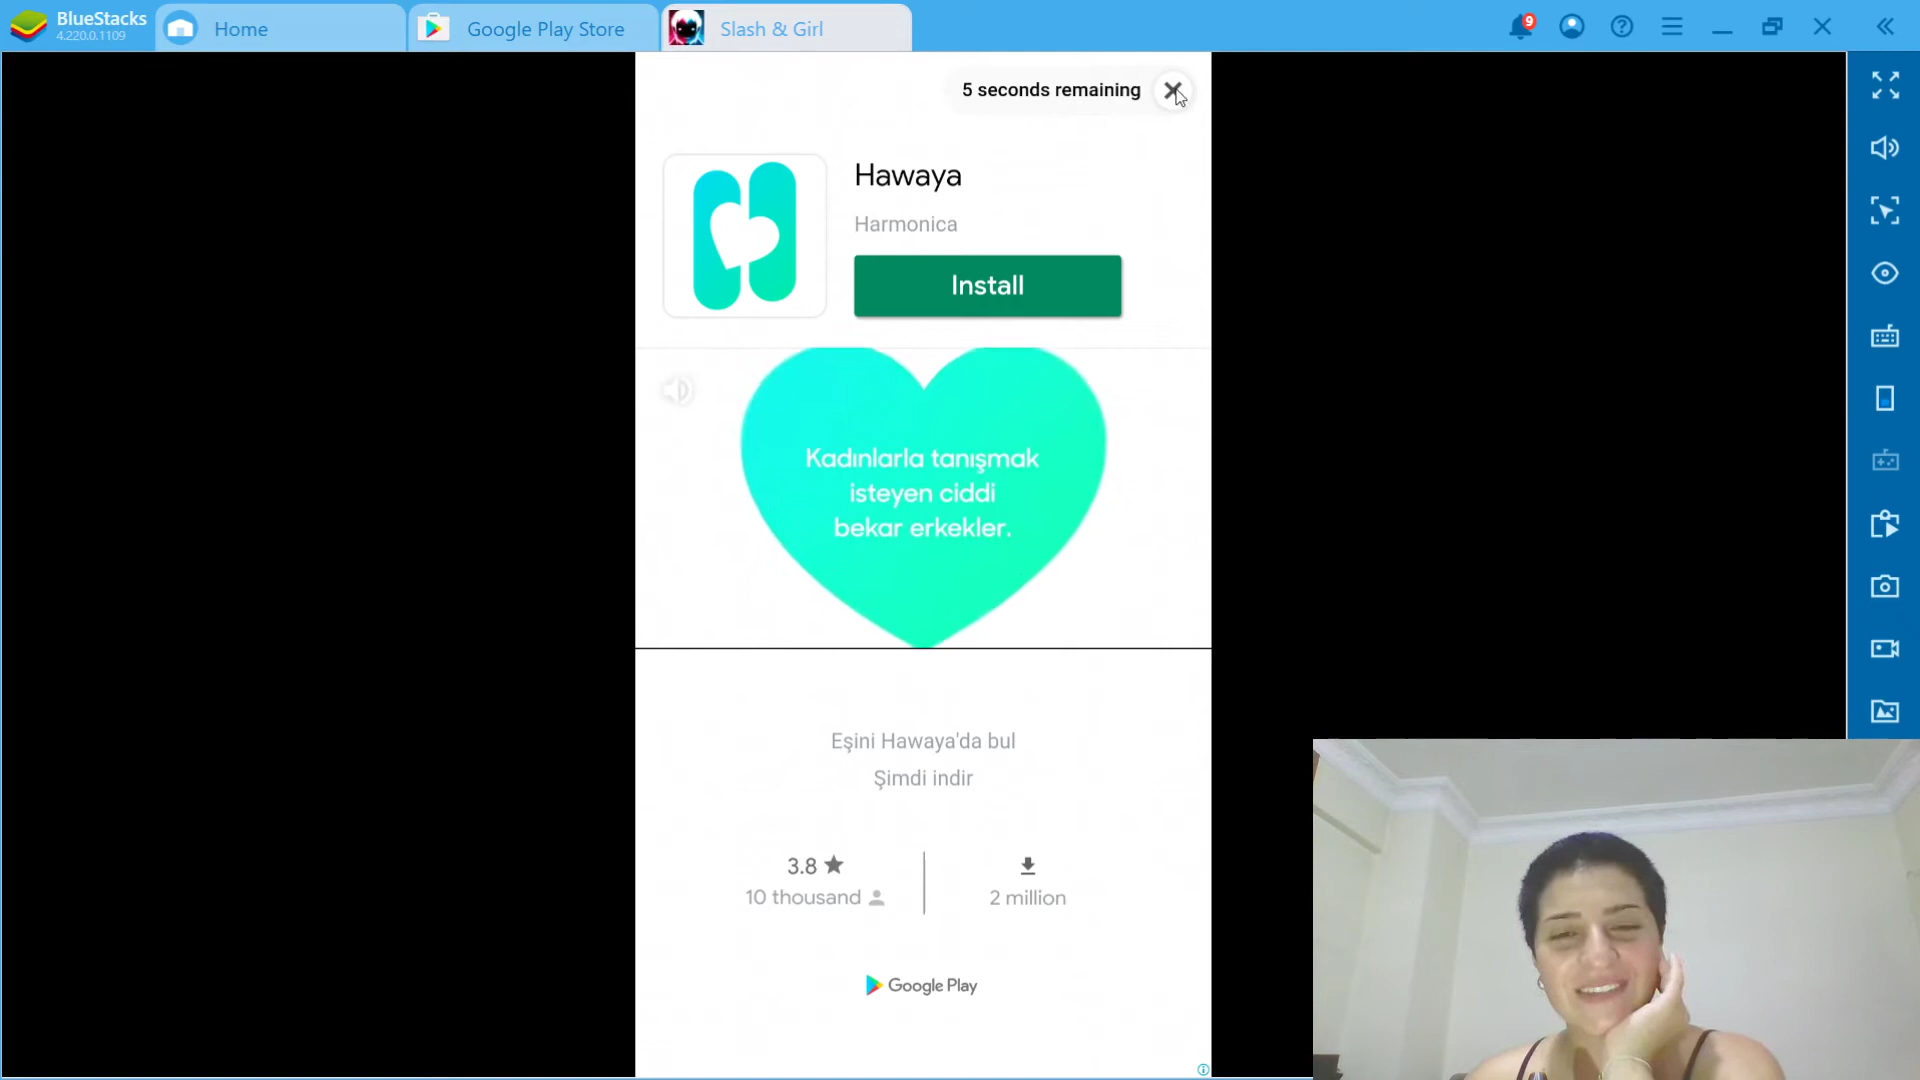 BlueStacks
4.220.0.1109
Home
Google Play Store
Slash & Girl
9
5 seconds remaining
Hawaya
Harmonica
Install
Kadınlarla tanışmak
isteyen ciddi
bekar erkekler.
Eşini Hawaya'da bul
Şimdi indir
3.8
10 thousand
2 million
Google Play